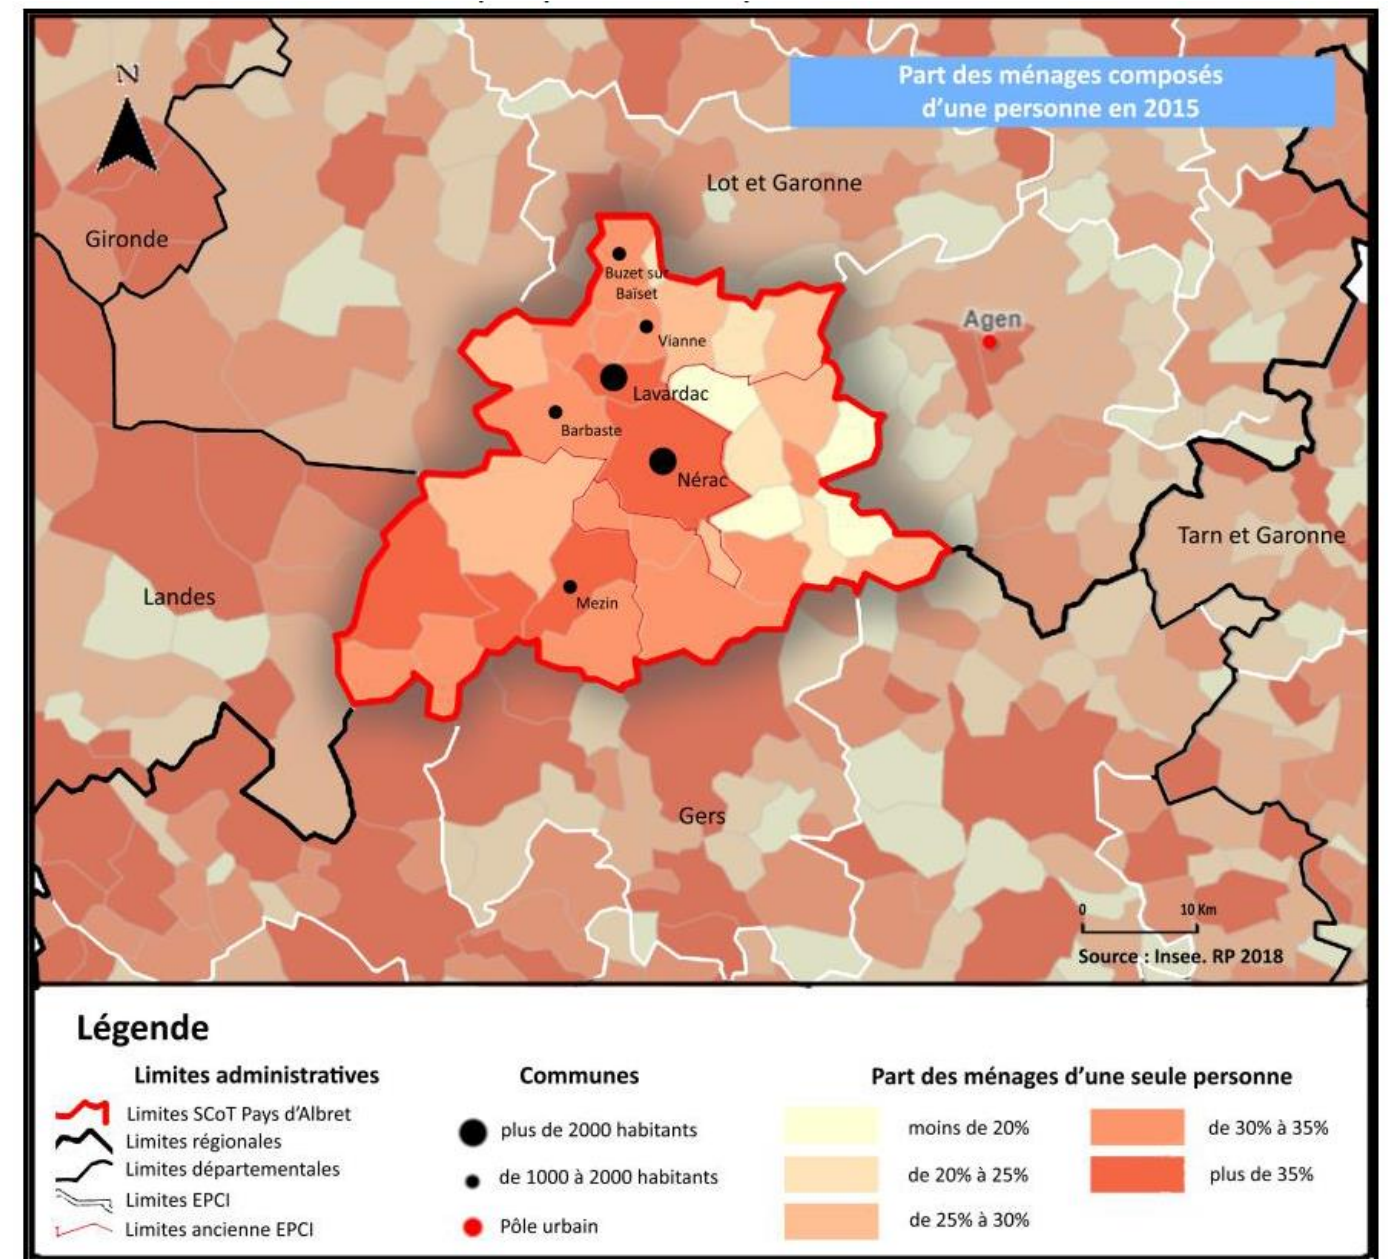 Part des ménages composés
d'une personne en 2015
N
Lot et Garonne
Gironde
Buzet sur
Baïset
Agen
Vianne
Lavardac
Barbaste
Nérac
Tarn et Garonne
Landes
Mezin
Gers
0 10 Km
Source : Insee. RP 2018
Légende
Limites administratives
Limites SCoT Pays d'Albret
Limites régionales
Limites départementales
Limites EPCI
Limites ancienne EPCI
Communes
plus de 2000 habitants
de 1000 à 2000 habitants
Pôle urbain
Part des ménages d'une seule personne
moins de 20%
de 20% à 25%
de 25% à 30%
de 30% à 35%
plus de 35%